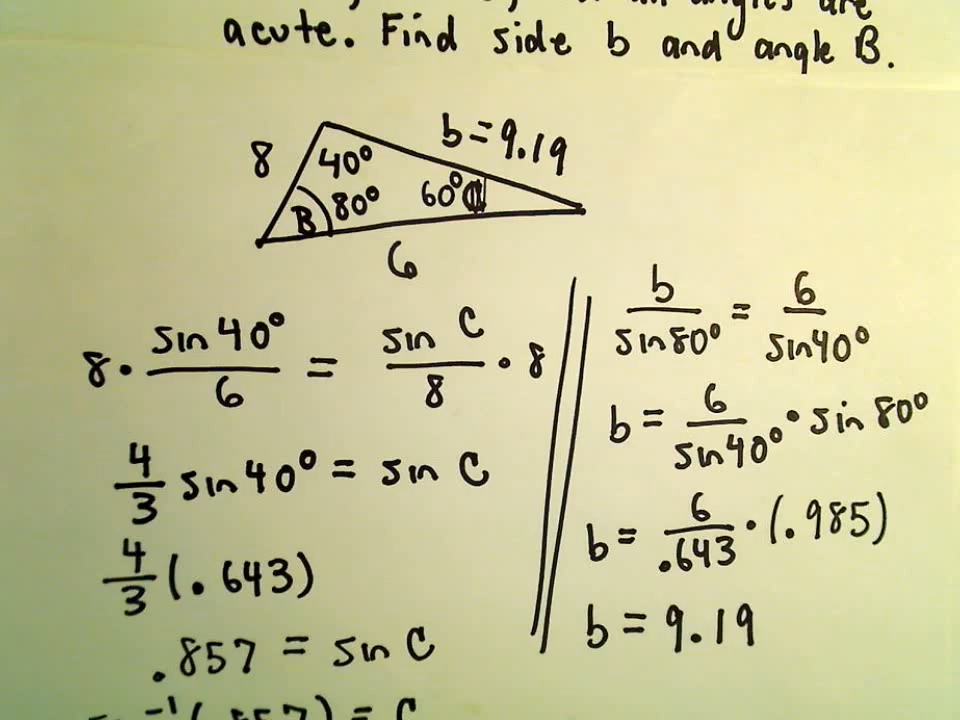 angles are
acute. Find side b and angle B.
8
40°
b = 9.19
B
80°
60°
6
8 · sin 40° / 6 = sin C / 8 · 8
4/3 sin 40° = sin C
4/3 (.643)
.857 = sin C
b / sin 80° = 6 / sin 40°
b = 6 / sin 40° · sin 80°
b = 6 / .643 · (.985)
b = 9.19